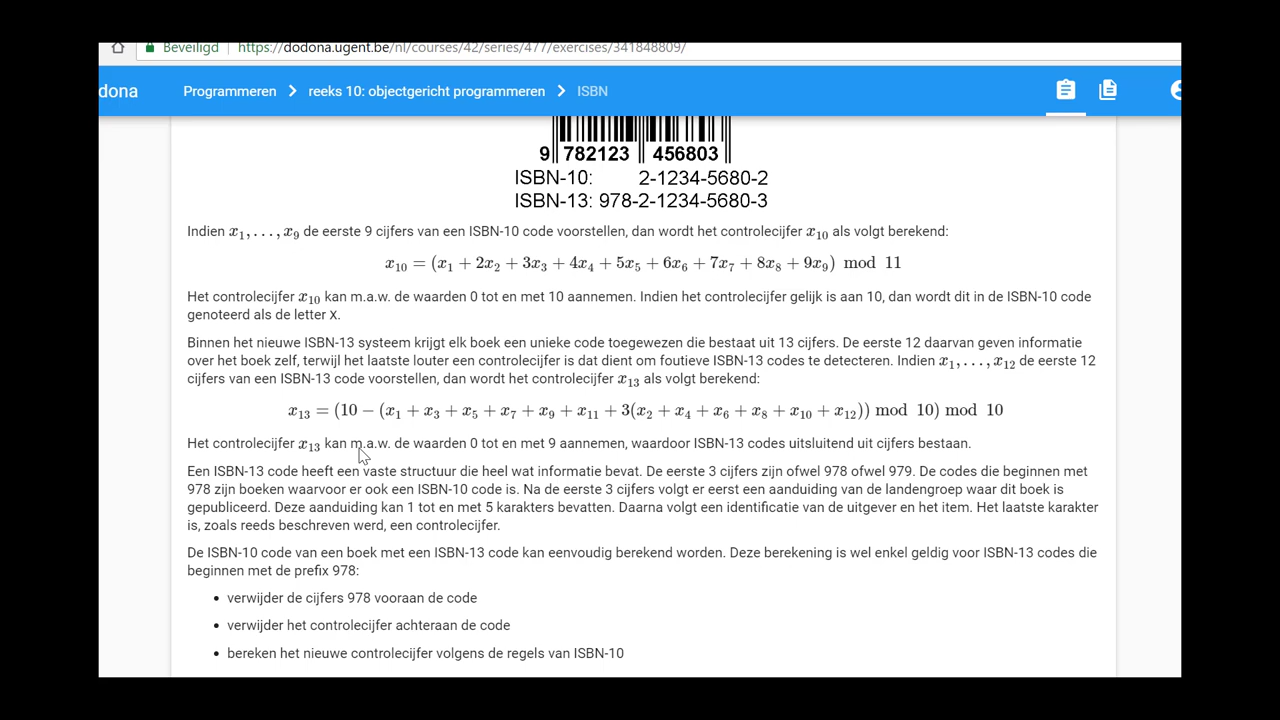 Beveiligd https://dodona.ugent.be/nl/courses/42/series/477/exercises/341848809/
dona Programmeren > reeks 10: objectgericht programmeren > ISBN
9 782123 456803
ISBN-10: 2-1234-5680-2
ISBN-13: 978-2-1234-5680-3
Indien x₁, . . . , x₉ de eerste 9 cijfers van een ISBN-10 code voorstellen, dan wordt het controlecijfer x₁₀ als volgt berekend:
x₁₀ = (x₁ + 2x₂ + 3x₃ + 4x₄ + 5x₅ + 6x₆ + 7x₇ + 8x₈ + 9x₉) mod 11
Het controlecijfer x₁₀ kan m.a.w. de waarden 0 tot en met 10 aannemen. Indien het controlecijfer gelijk is aan 10, dan wordt dit in de ISBN-10 code
genoteerd als de letter X.
Binnen het nieuwe ISBN-13 systeem krijgt elk boek een unieke code toegewezen die bestaat uit 13 cijfers. De eerste 12 daarvan geven informatie
over het boek zelf, terwijl het laatste louter een controlecijfer is dat dient om foutieve ISBN-13 codes te detecteren. Indien x₁, . . . , x₁₂ de eerste 12
cijfers van een ISBN-13 code voorstellen, dan wordt het controlecijfer x₁₃ als volgt berekend:
x₁₃ = (10 − (x₁ + x₃ + x₅ + x₇ + x₉ + x₁₁ + 3(x₂ + x₄ + x₆ + x₈ + x₁₀ + x₁₂)) mod 10) mod 10
Het controlecijfer x₁₃ kan m.a.w. de waarden 0 tot en met 9 aannemen, waardoor ISBN-13 codes uitsluitend uit cijfers bestaan.
Een ISBN-13 code heeft een vaste structuur die heel wat informatie bevat. De eerste 3 cijfers zijn ofwel 978 ofwel 979. De codes die beginnen met
978 zijn boeken waarvoor er ook een ISBN-10 code is. Na de eerste 3 cijfers volgt er eerst een aanduiding van de landengroep waar dit boek is
gepubliceerd. Deze aanduiding kan 1 tot en met 5 karakters bevatten. Daarna volgt een identificatie van de uitgever en het item. Het laatste karakter
is, zoals reeds beschreven werd, een controlecijfer.
De ISBN-10 code van een boek met een ISBN-13 code kan eenvoudig berekend worden. Deze berekening is wel enkel geldig voor ISBN-13 codes die
beginnen met de prefix 978:
• verwijder de cijfers 978 vooraan de code
• verwijder het controlecijfer achteraan de code
• bereken het nieuwe controlecijfer volgens de regels van ISBN-10